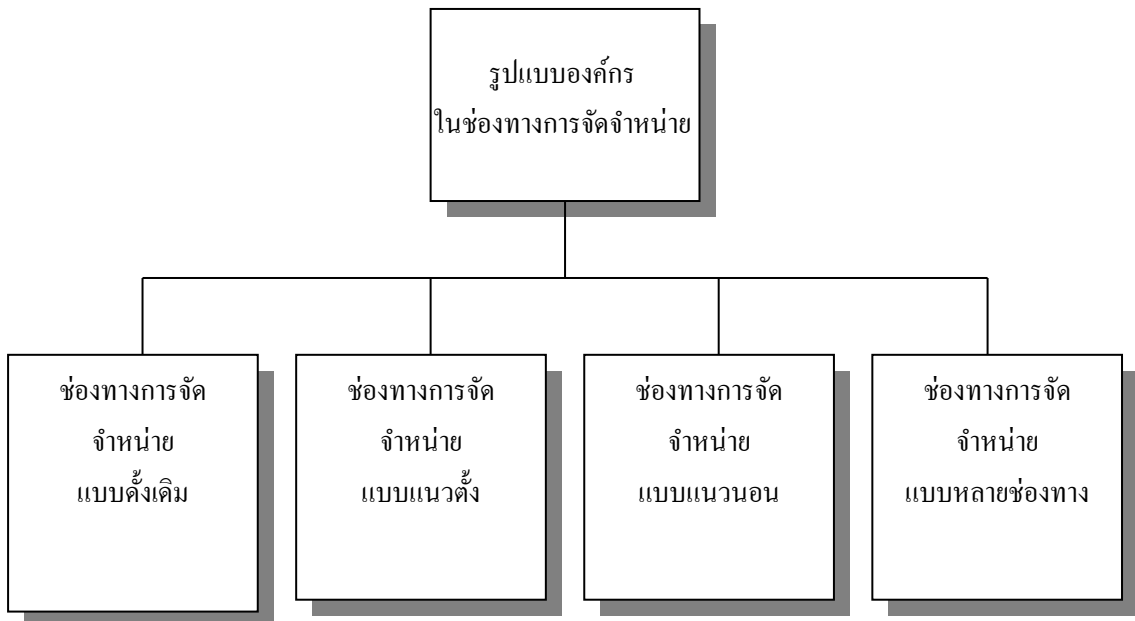 รูปแบบองค์กร
ในช่องทางการจัดจำหน่าย
ช่องทางการจัด
จำหน่าย
แบบดั้งเดิม
ช่องทางการจัด
จำหน่าย
แบบแนวตั้ง
ช่องทางการจัด
จำหน่าย
แบบแนวนอน
ช่องทางการจัด
จำหน่าย
แบบหลายช่องทาง